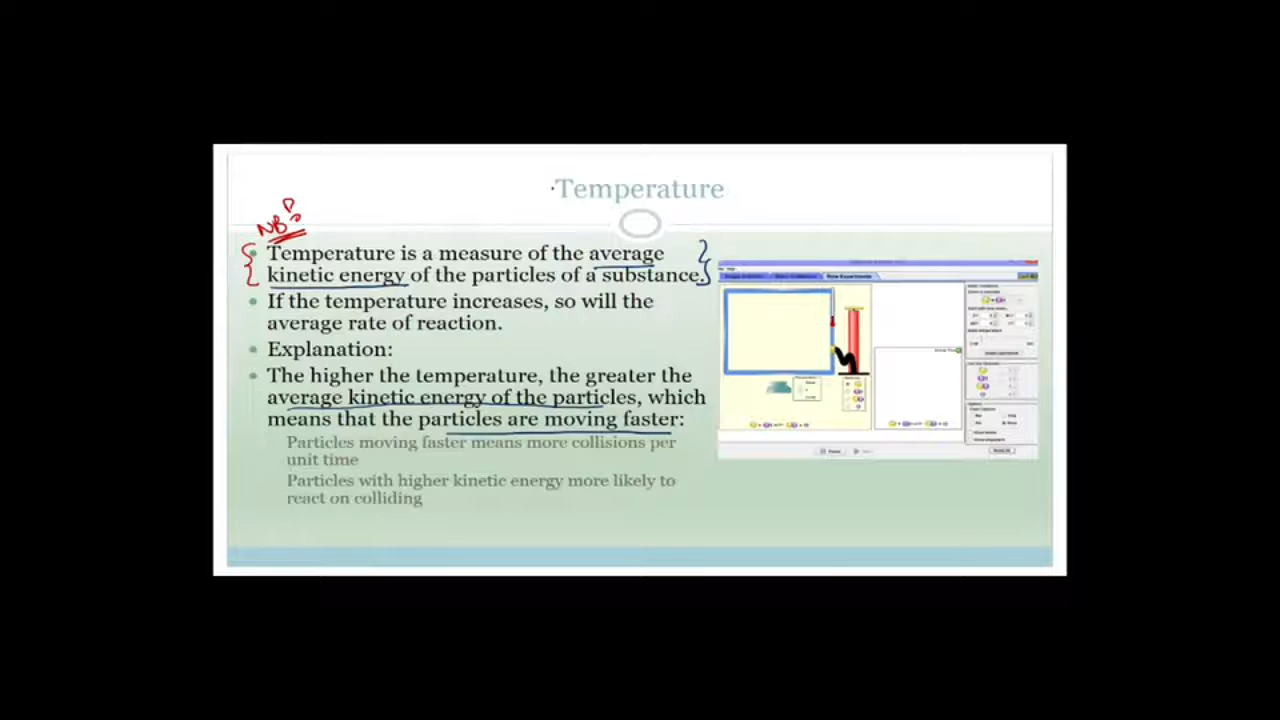 Temperature
NB
Temperature is a measure of the average
kinetic energy of the particles of a substance.
If the temperature increases, so will the
average rate of reaction.
Explanation:
The higher the temperature, the greater the
average kinetic energy of the particles, which
means that the particles are moving faster:
Particles moving faster means more collisions per
unit time
Particles with higher kinetic energy more likely to
react on colliding